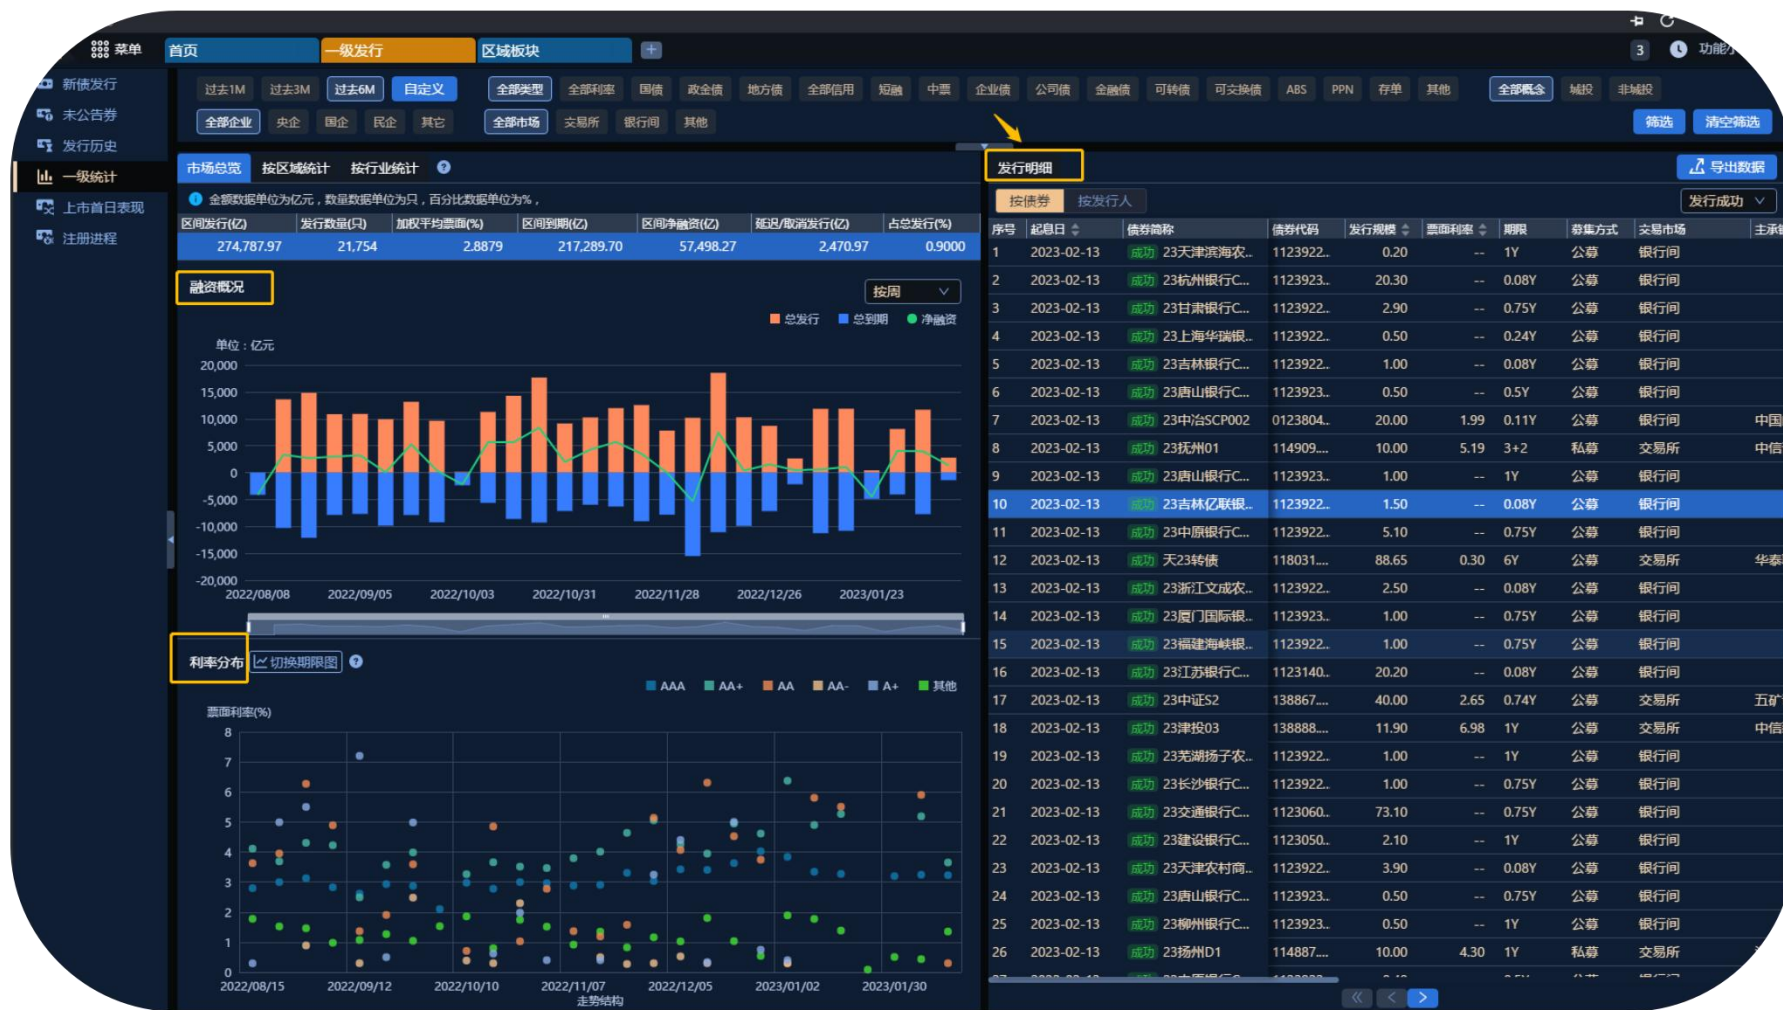 菜单 首页 一级发行 区域板块 3 功能
新债发行
未公告券
发行历史
一级统计
上市首日表现
注册进程
过去1M 过去3M 过去6M 自定义 全部类型 全部利率 国债 政金债 地方债 全部信用 短融 中票 企业债 公司债 金融债 可转债 可交换债 ABS PPN 存单 其他 全部概念 城投 非城投
全部企业 央企 国企 民企 其它 全部市场 交易所 银行间 其他 筛选 清空筛选
市场总览 按区域统计 按行业统计
金额数据单位为亿元，数量数据单位为只，百分比数据单位为%，
区间发行(亿) 发行数量(只) 加权平均票面(%) 区间到期(亿) 区间净融资(亿) 延迟/取消发行(亿) 占总发行(%)
274,787.97 21,754 2.8879 217,289.70 57,498.27 2,470.97 0.9000
融资概况 按周
总发行 总到期 净融资
单位：亿元
20,000
15,000
10,000
5,000
0
-5,000
-10,000
-15,000
-20,000
2022/08/08 2022/09/05 2022/10/03 2022/10/31 2022/11/28 2022/12/26 2023/01/23
利率分布 切换期限图
AAA AA+ AA AA- A+ 其他
票面利率(%)
8
7
6
5
4
3
2
1
0
2022/08/15 2022/09/12 2022/10/10 2022/11/07 2022/12/05 2023/01/02 2023/01/30
走势结构
发行明细 导出数据
按债券 按发行人 发行成功
序号 起息日 债券简称 债券代码 发行规模 票面利率 期限 募集方式 交易市场 主承
1 2023-02-13 成功 23天津滨海农... 1123922.. 0.20 -- 1Y 公募 银行间
2 2023-02-13 成功 23杭州银行C... 1123923.. 20.30 -- 0.08Y 公募 银行间
3 2023-02-13 成功 23甘肃银行C... 1123922.. 2.90 -- 0.75Y 公募 银行间
4 2023-02-13 成功 23上海华瑞银... 1123922.. 0.50 -- 0.24Y 公募 银行间
5 2023-02-13 成功 23吉林银行C... 1123922.. 1.00 -- 0.08Y 公募 银行间
6 2023-02-13 成功 23唐山银行C... 1123923.. 0.50 -- 0.5Y 公募 银行间
7 2023-02-13 成功 23中冶SCP002 0123804.. 20.00 1.99 0.11Y 公募 银行间 中国
8 2023-02-13 成功 23抚州01 114909.... 10.00 5.19 3+2 私募 交易所 中信
9 2023-02-13 成功 23唐山银行C... 1123923.. 1.00 -- 1Y 公募 银行间
10 2023-02-13 成功 23吉林亿联银... 1123922.. 1.50 -- 0.08Y 公募 银行间
11 2023-02-13 成功 23中原银行C... 1123922.. 5.10 -- 0.75Y 公募 银行间
12 2023-02-13 成功 天23转债 118031.... 88.65 0.30 6Y 公募 交易所 华泰
13 2023-02-13 成功 23浙江文成农... 1123922.. 2.50 -- 0.08Y 公募 银行间
14 2023-02-13 成功 23厦门国际银... 1123923.. 1.00 -- 0.75Y 公募 银行间
15 2023-02-13 成功 23福建海峡银... 1123922.. 1.00 -- 0.75Y 公募 银行间
16 2023-02-13 成功 23江苏银行C... 1123140.. 20.20 -- 0.08Y 公募 银行间
17 2023-02-13 成功 23中证S2 138867.... 40.00 2.65 0.74Y 公募 交易所 五矿
18 2023-02-13 成功 23津投03 138888.... 11.90 6.98 1Y 公募 交易所 中信
19 2023-02-13 成功 23芜湖扬子农... 1123922.. 1.00 -- 1Y 公募 银行间
20 2023-02-13 成功 23长沙银行C... 1123922.. 1.00 -- 0.75Y 公募 银行间
21 2023-02-13 成功 23交通银行C... 1123060.. 73.10 -- 0.75Y 公募 银行间
22 2023-02-13 成功 23建设银行C... 1123050.. 2.10 -- 1Y 公募 银行间
23 2023-02-13 成功 23天津农村商... 1123922.. 3.90 -- 0.08Y 公募 银行间
24 2023-02-13 成功 23唐山银行C... 1123923.. 0.50 -- 0.75Y 公募 银行间
25 2023-02-13 成功 23柳州银行C... 1123923.. 0.50 -- 1Y 公募 银行间
26 2023-02-13 成功 23扬州D1 114887.... 10.00 4.30 1Y 私募 交易所